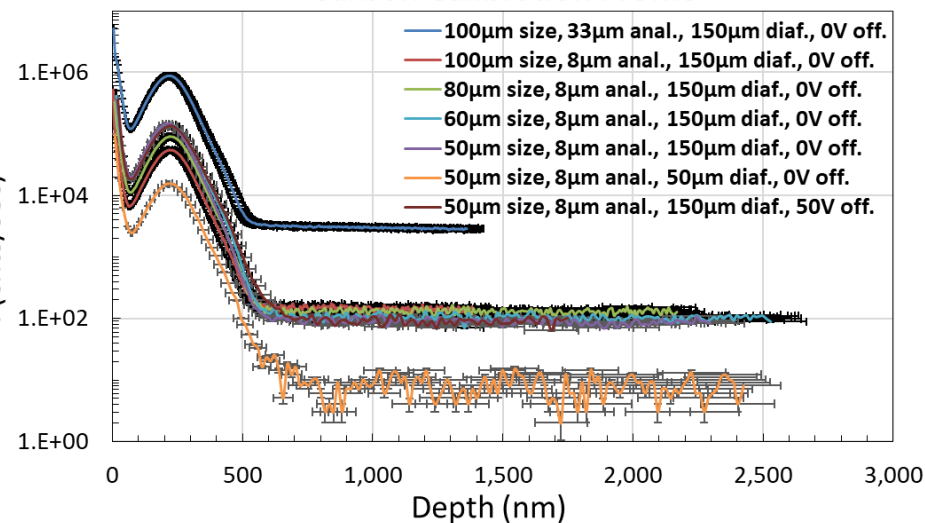 100µm size, 33µm anal., 150µm diaf., 0V off.
100µm size, 8µm anal., 150µm diaf., 0V off.
80µm size, 8µm anal., 150µm diaf., 0V off.
60µm size, 8µm anal., 150µm diaf., 0V off.
50µm size, 8µm anal., 150µm diaf., 0V off.
50µm size, 8µm anal., 50µm diaf., 0V off.
50µm size, 8µm anal., 150µm diaf., 50V off.
1.E+06
1.E+04
1.E+02
1.E+00
0 500 1,000 1,500 2,000 2,500 3,000
Depth (nm)